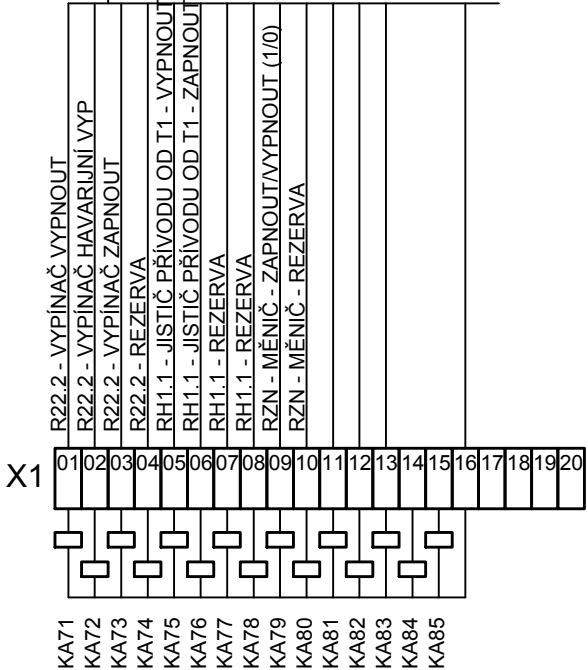 R22.2 - VYPÍNAČ VYPNOUT
R22.2 - VYPÍNAČ HAVARIJNÍ VYP
R22.2 - VYPÍNAČ ZAPNOUT
R22.2 - REZERVA
RH1.1 - JISTIČ PŘÍVODU OD T1 - VYPNOUT
RH1.1 - JISTIČ PŘÍVODU OD T1 - ZAPNOUT
RH1.1 - REZERVA
RH1.1 - REZERVA
RZN - MĚNIČ - ZAPNOUT/VYPNOUT (1/0)
RZN - MĚNIČ - REZERVA
X1
01 02 03 04 05 06 07 08 09 10 11 12 13 14 15 16 17 18 19 20
KA71
KA72
KA73
KA74
KA75
KA76
KA77
KA78
KA79
KA80
KA81
KA82
KA83
KA84
KA85